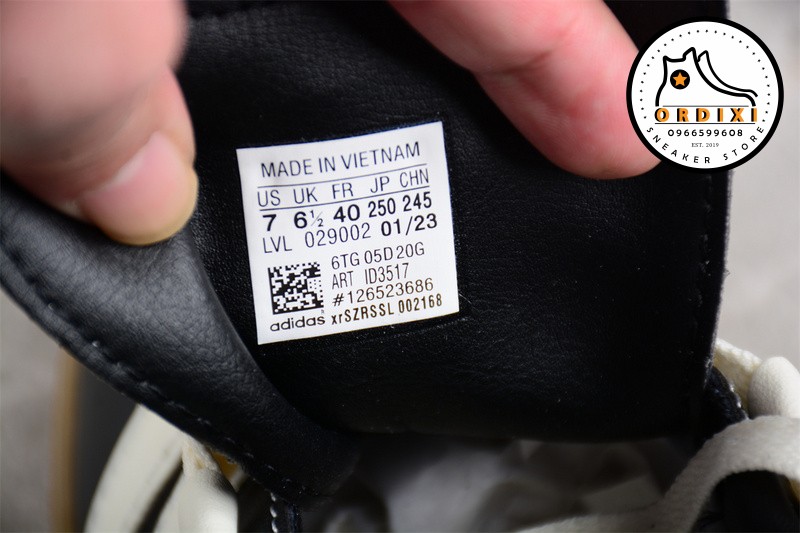 MADE IN VIETNAM
US UK FR JP CHN
7 6½ 40 250 245
LVL 029002 01/23
6TG 05D20G
ART ID3517
#126523686
adidas xrSZRSSL 002168
ORDIXI
0966599608
EST. 2019
SNEAKER STORE